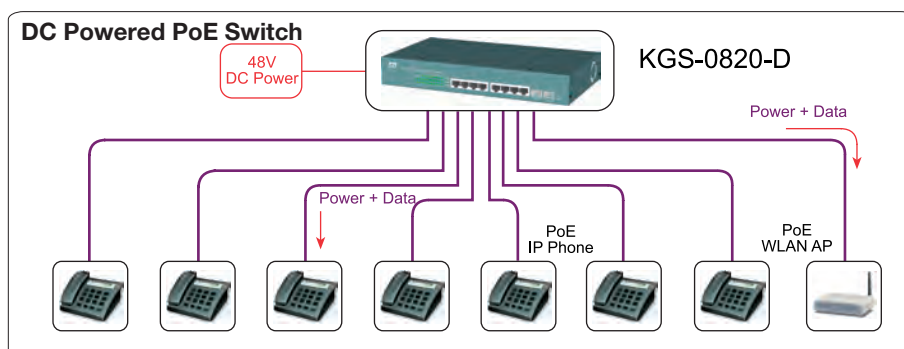 DC Powered PoE Switch
48V
DC Power
KGS-0820-D
Power + Data
Power + Data
PoE
IP Phone
PoE
WLAN AP